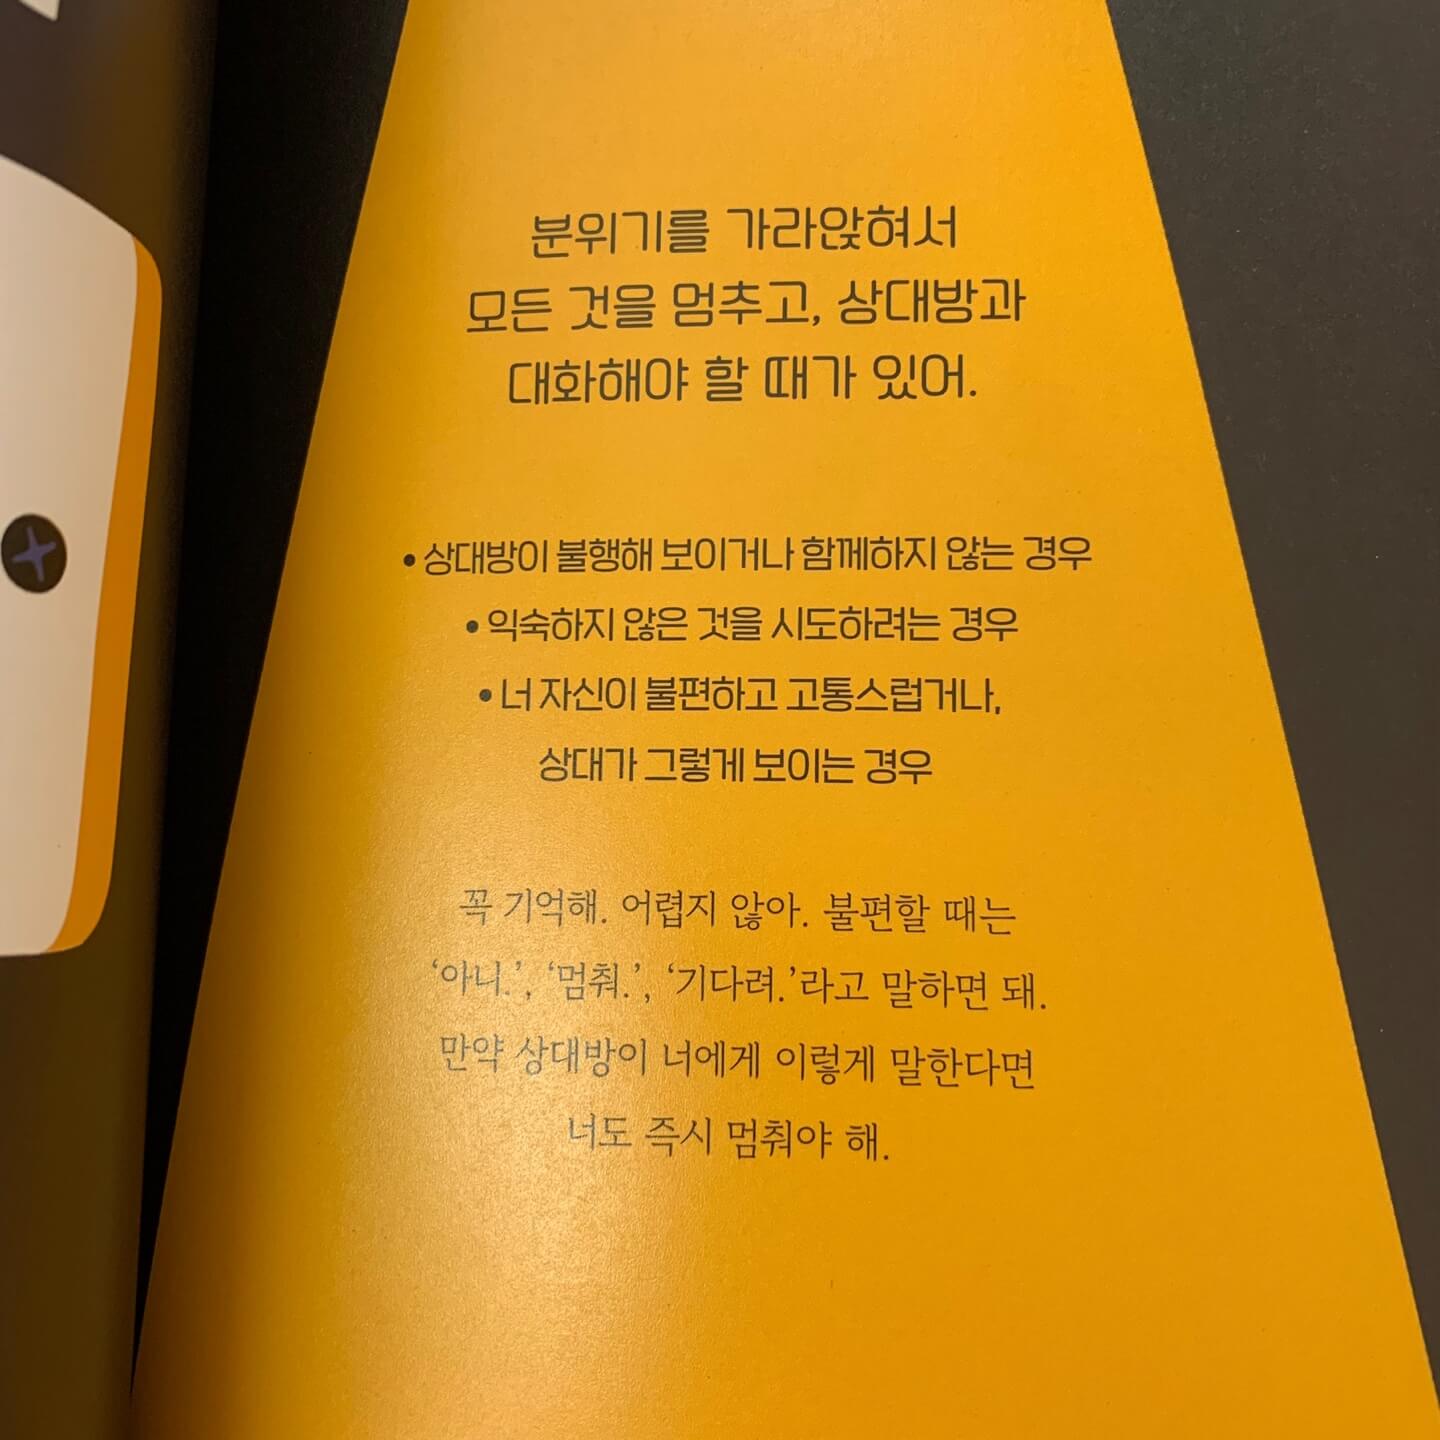 분위기를 가라앉혀서
모든 것을 멈추고, 상대방과
대화해야 할 때가 있어.
• 상대방이 불행해 보이거나 함께하지 않는 경우
• 익숙하지 않은 것을 시도하려는 경우
• 너 자신이 불편하고 고통스럽거나,
상대가 그렇게 보이는 경우
꼭 기억해. 어렵지 않아. 불편할 때는
‘아니.’, ‘멈춰.’, ‘기다려.’라고 말하면 돼.
만약 상대방이 너에게 이렇게 말한다면
너도 즉시 멈춰야 해.